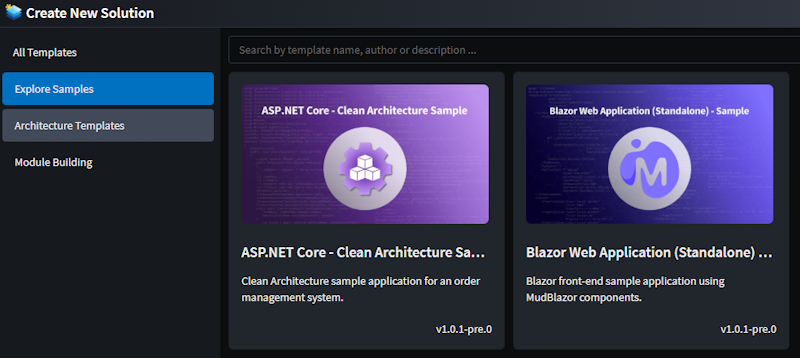 Create New Solution
All Templates
Explore Samples
Architecture Templates
Module Building
Search by template name, author or description ...
ASP.NET Core - Clean Architecture Sample
ASP.NET Core - Clean Architecture Sa...
Clean Architecture sample application for an order
management system.
v1.0.1-pre.0
Blazor Web Application (Standalone) - Sample
M
Blazor Web Application (Standalone) ...
Blazor front-end sample application using
MudBlazor components.
v1.0.1-pre.0